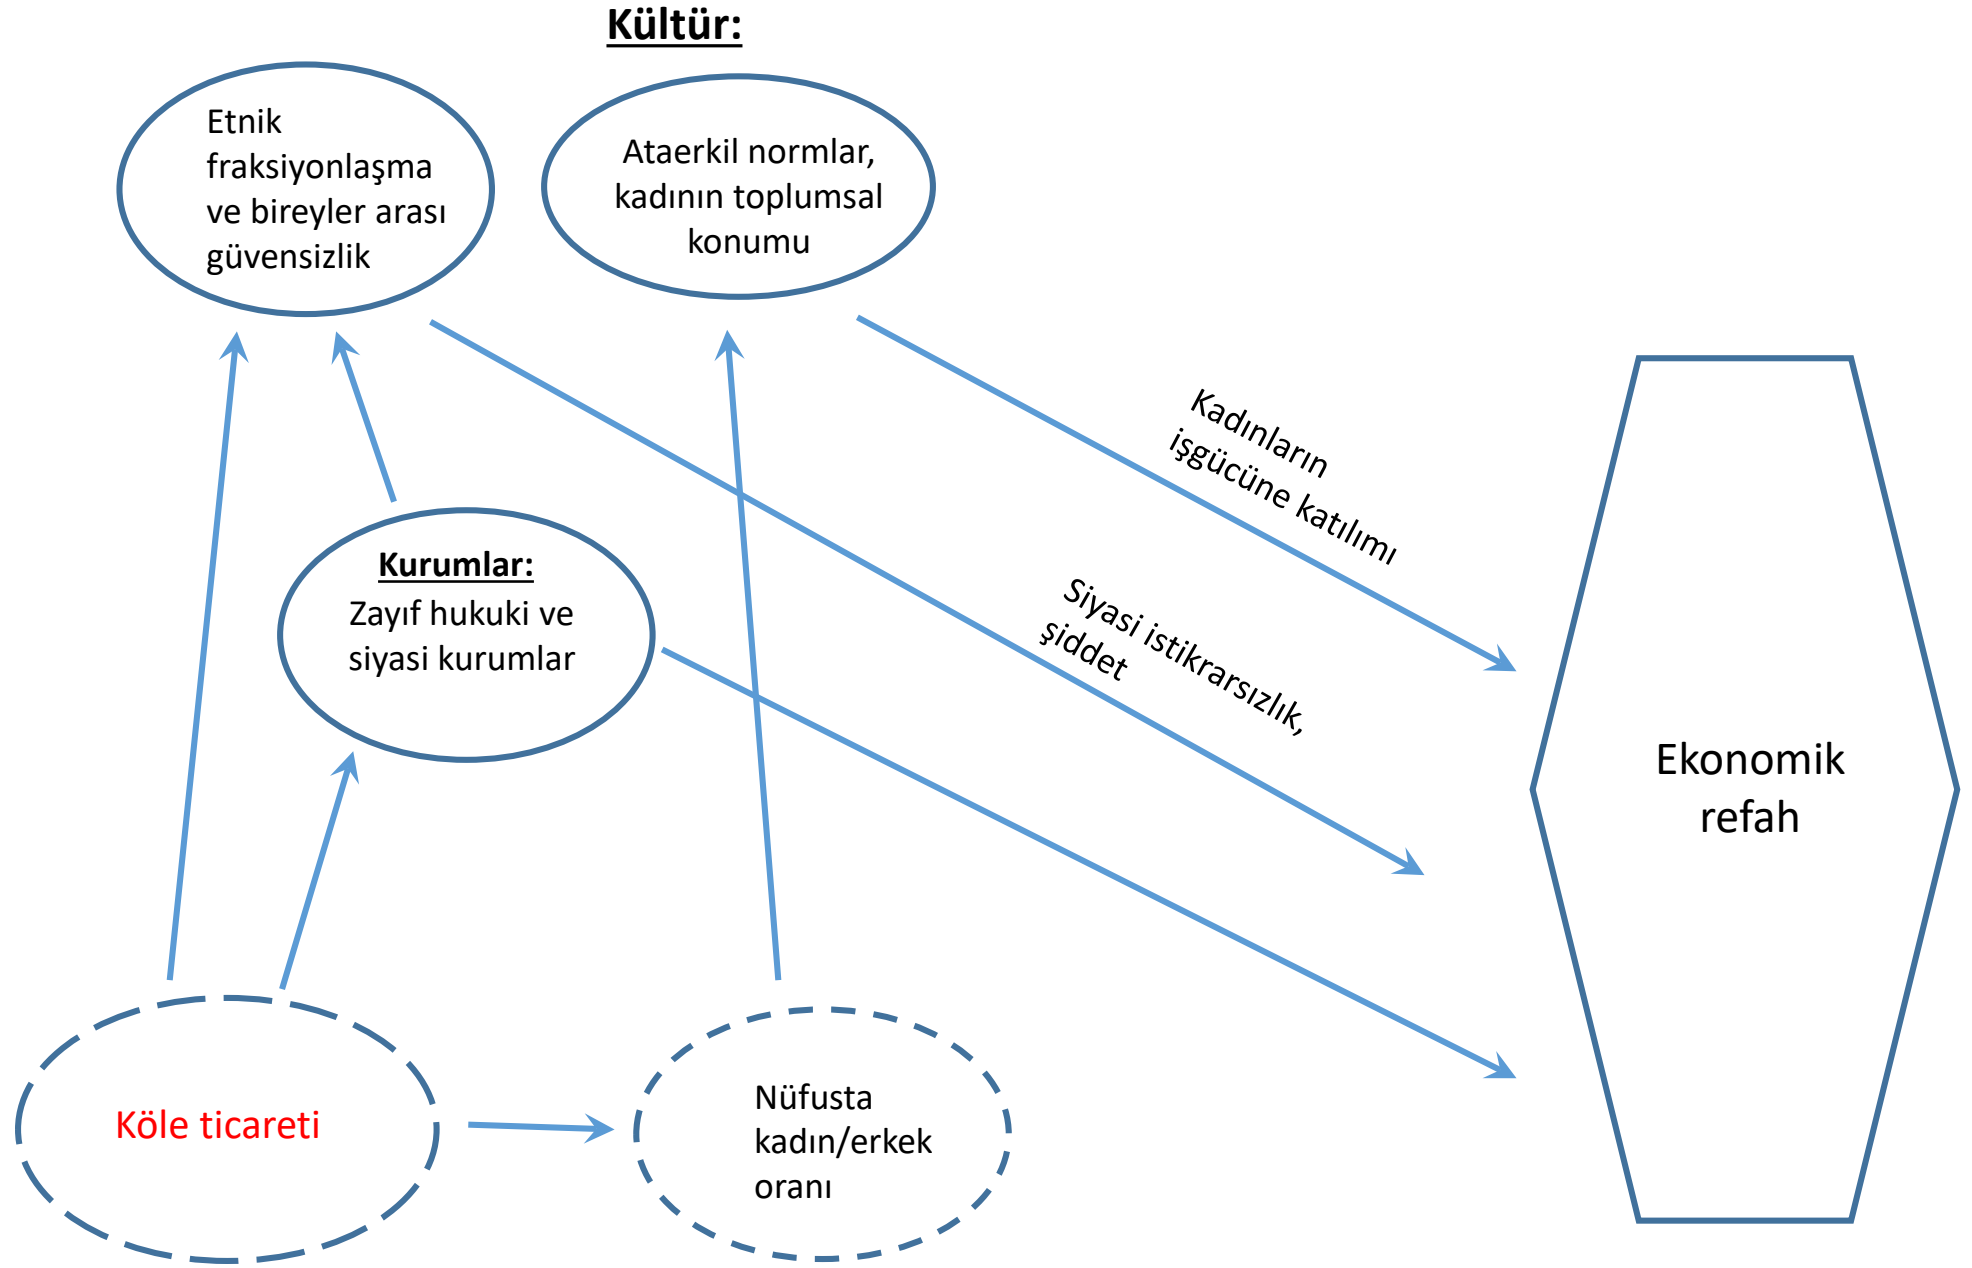 Kültür:
Etnik
fraksiyonlaşma
ve bireyler arası
güvensizlik
Ataerkil normlar,
kadının toplumsal
konumu
Kadınların
işgücüne katılımı
Siyasi istikrarsızlık,
şiddet
Kurumlar:
Zayıf hukuki ve
siyasi kurumlar
Ekonomik
refah
Köle ticareti
Nüfusta
kadın/erkek
oranı